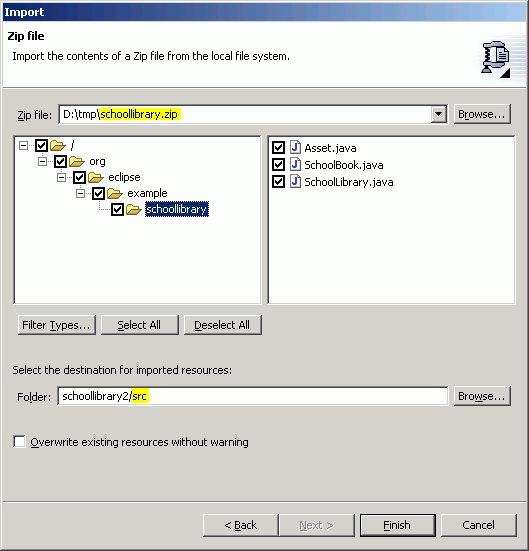 Import
Zip file
Import the contents of a Zip file from the local file system.
Zip file: D:\tmp\schoollibrary.zip Browse...
/
org
eclipse
example
schoollibrary
Asset.java
SchoolBook.java
SchoolLibrary.java
Filter Types... Select All Deselect All
Select the destination for imported resources:
Folder: schoollibrary2/src Browse...
Overwrite existing resources without warning
< Back Next > Finish Cancel